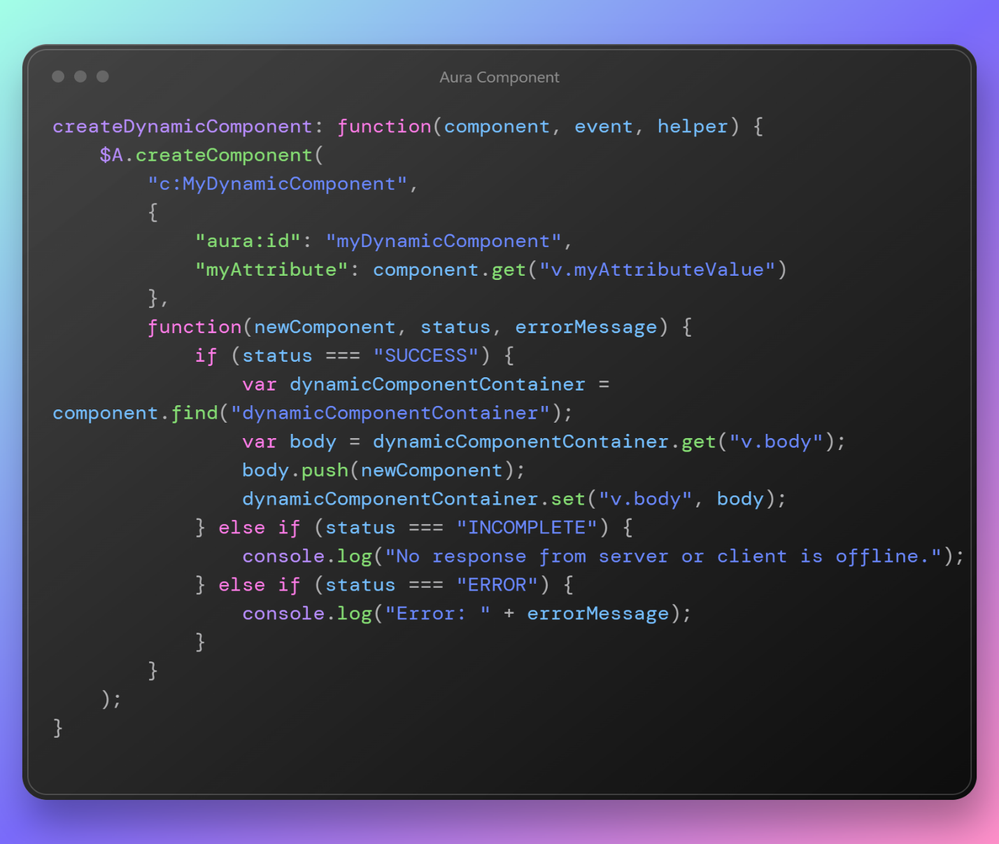 Aura Component
createDynamicComponent: function(component, event, helper) {
    $A.createComponent(
        "c:MyDynamicComponent",
        {
            "aura:id": "myDynamicComponent",
            "myAttribute": component.get("v.myAttributeValue")
        },
        function(newComponent, status, errorMessage) {
            if (status === "SUCCESS") {
                var dynamicComponentContainer =
component.find("dynamicComponentContainer");
                var body = dynamicComponentContainer.get("v.body");
                body.push(newComponent);
                dynamicComponentContainer.set("v.body", body);
            } else if (status === "INCOMPLETE") {
                console.log("No response from server or client is offline.");
            } else if (status === "ERROR") {
                console.log("Error: " + errorMessage);
            }
        }
    );
}